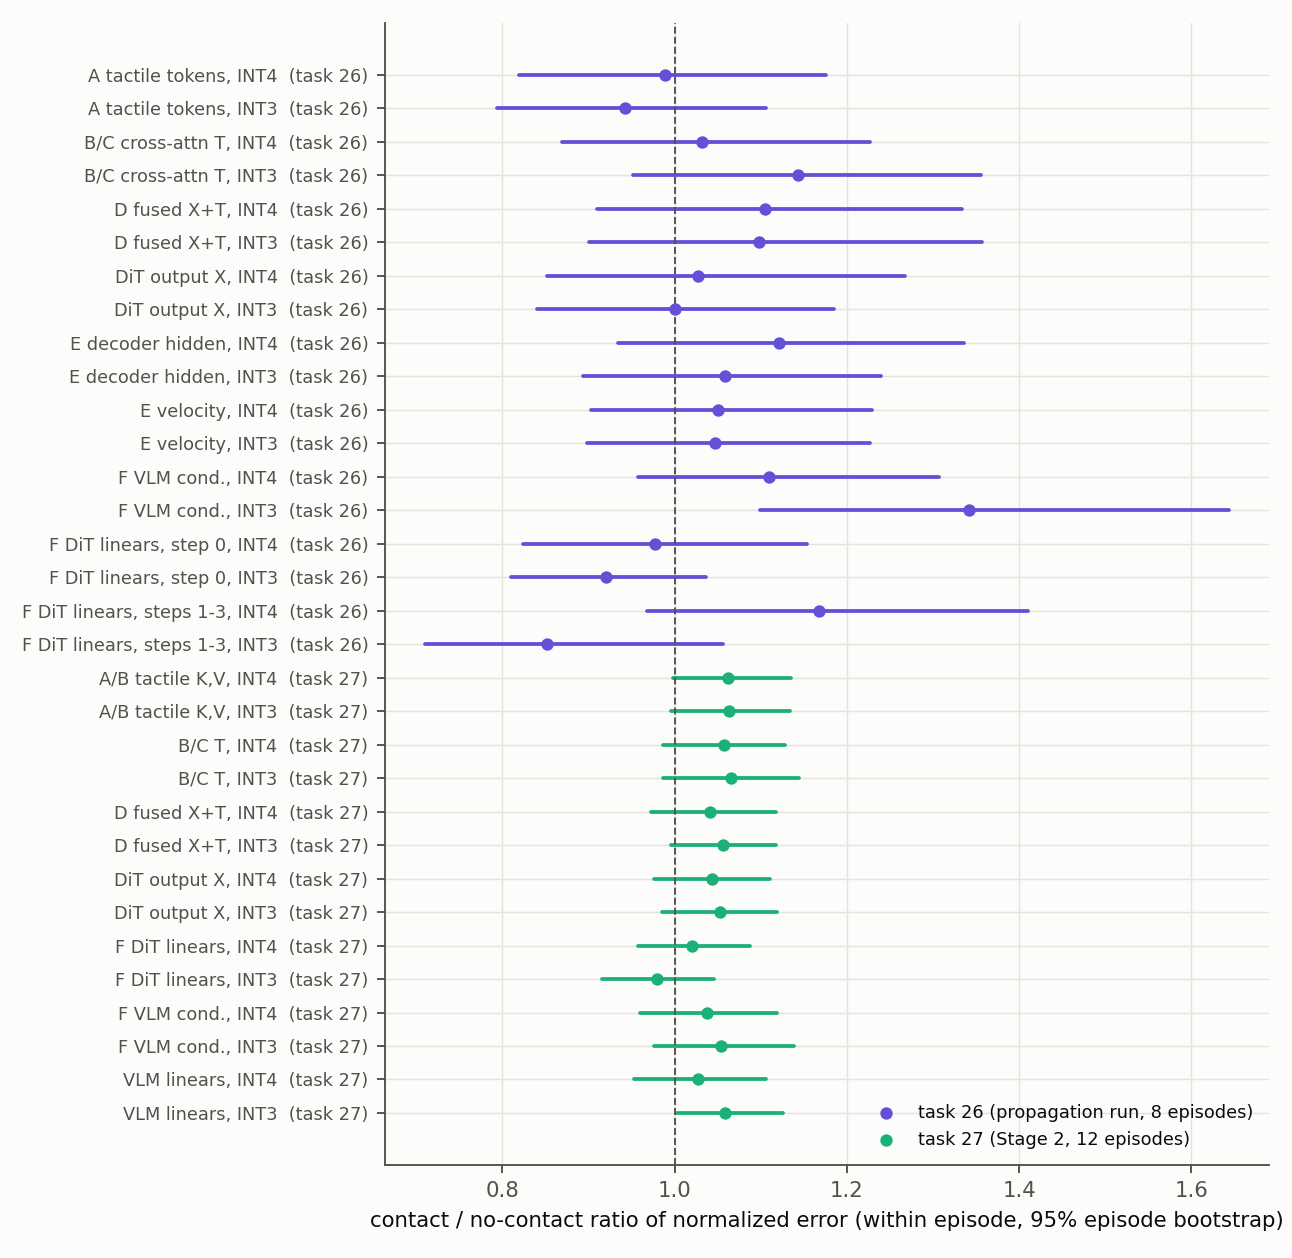 A tactile tokens, INT4 (task 26)
A tactile tokens, INT3 (task 26)
B/C cross-attn T, INT4 (task 26)
B/C cross-attn T, INT3 (task 26)
D fused X+T, INT4 (task 26)
D fused X+T, INT3 (task 26)
DiT output X, INT4 (task 26)
DiT output X, INT3 (task 26)
E decoder hidden, INT4 (task 26)
E decoder hidden, INT3 (task 26)
E velocity, INT4 (task 26)
E velocity, INT3 (task 26)
F VLM cond., INT4 (task 26)
F VLM cond., INT3 (task 26)
F DiT linears, step 0, INT4 (task 26)
F DiT linears, step 0, INT3 (task 26)
F DiT linears, steps 1-3, INT4 (task 26)
F DiT linears, steps 1-3, INT3 (task 26)
A/B tactile K,V, INT4 (task 27)
A/B tactile K,V, INT3 (task 27)
B/C T, INT4 (task 27)
B/C T, INT3 (task 27)
D fused X+T, INT4 (task 27)
D fused X+T, INT3 (task 27)
DiT output X, INT4 (task 27)
DiT output X, INT3 (task 27)
F DiT linears, INT4 (task 27)
F DiT linears, INT3 (task 27)
F VLM cond., INT4 (task 27)
F VLM cond., INT3 (task 27)
VLM linears, INT4 (task 27)
VLM linears, INT3 (task 27)
task 26 (propagation run, 8 episodes)
task 27 (Stage 2, 12 episodes)
0.8 1.0 1.2 1.4 1.6
contact / no-contact ratio of normalized error (within episode, 95% episode bootstrap)